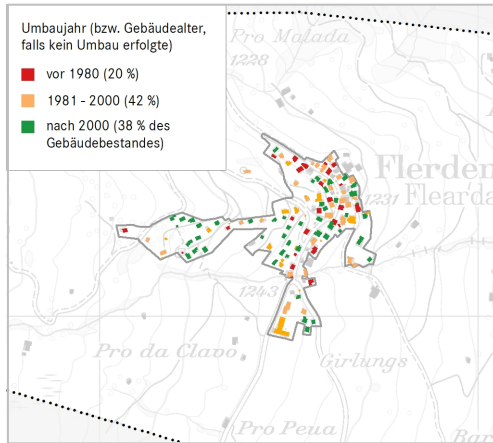 Umbaujahr (bzw. Gebäudealter,
falls kein Umbau erfolgte)
vor 1980 (20 %)
1981 - 2000 (42 %)
nach 2000 (38 % des
Gebäudebestandes)
Pro Malada
1228
Flerden
1231 Flearda
1243
Pro da Clavo
Girlungs
Pro Peua